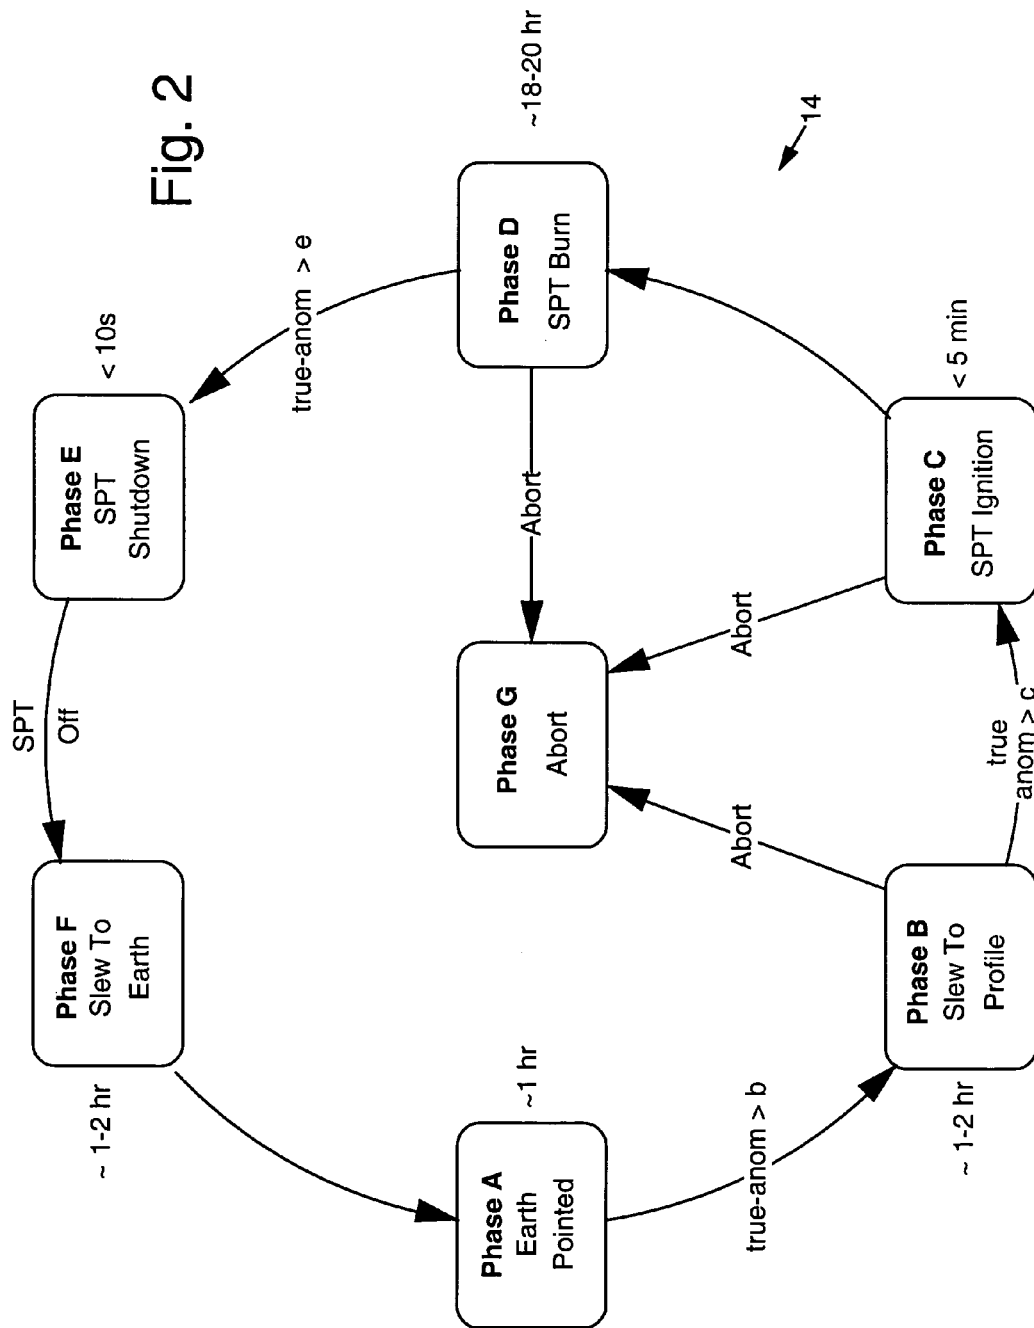 Fig. 2
Phase A
Earth
Pointed
~1 hr
true-anom > b
Phase B
Slew To
Profile
~ 1-2 hr
true
anom > c
Phase C
SPT Ignition
< 5 min
Phase D
SPT Burn
~18-20 hr
true-anom > e
Phase E
SPT
Shutdown
< 10s
SPT
Off
Phase F
Slew To
Earth
~ 1-2 hr
Phase G
Abort
Abort
Abort
Abort
14